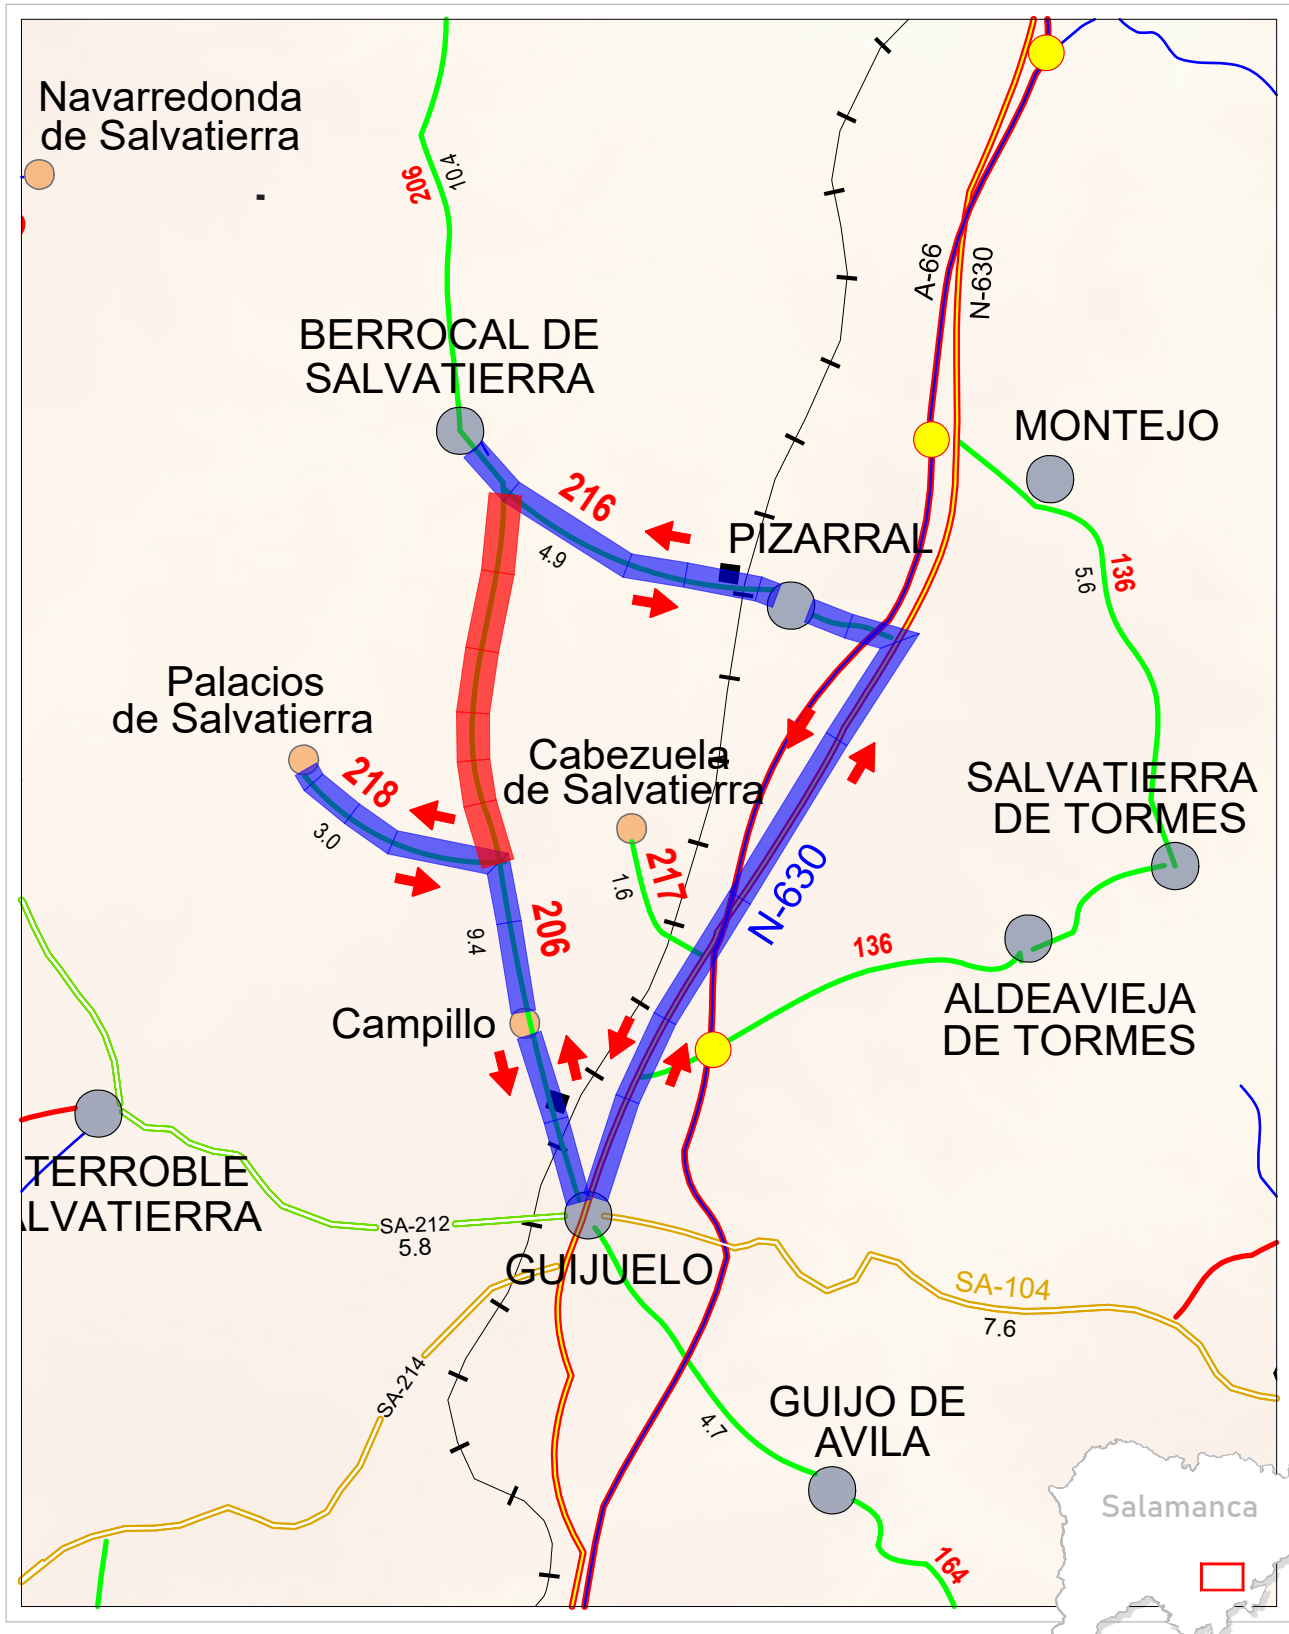 Navarredonda
de Salvatierra
206
10.4
A-66
N-630
BERROCAL DE
SALVATIERRA
MONTEJO
216
4.9
PIZARRAL
136
5.6
Palacios
de Salvatierra
218
3.0
Cabezuela
de Salvatierra
217
1.6
SALVATIERRA
DE TORMES
N-630
206
9.4
136
ALDEAVIEJA
DE TORMES
Campillo
TERROBLE
ALVATIERRA
SA-212
5.8
GUIJUELO
SA-104
7.6
SA-214
GUIJO DE
AVILA
4.7
Salamanca
164